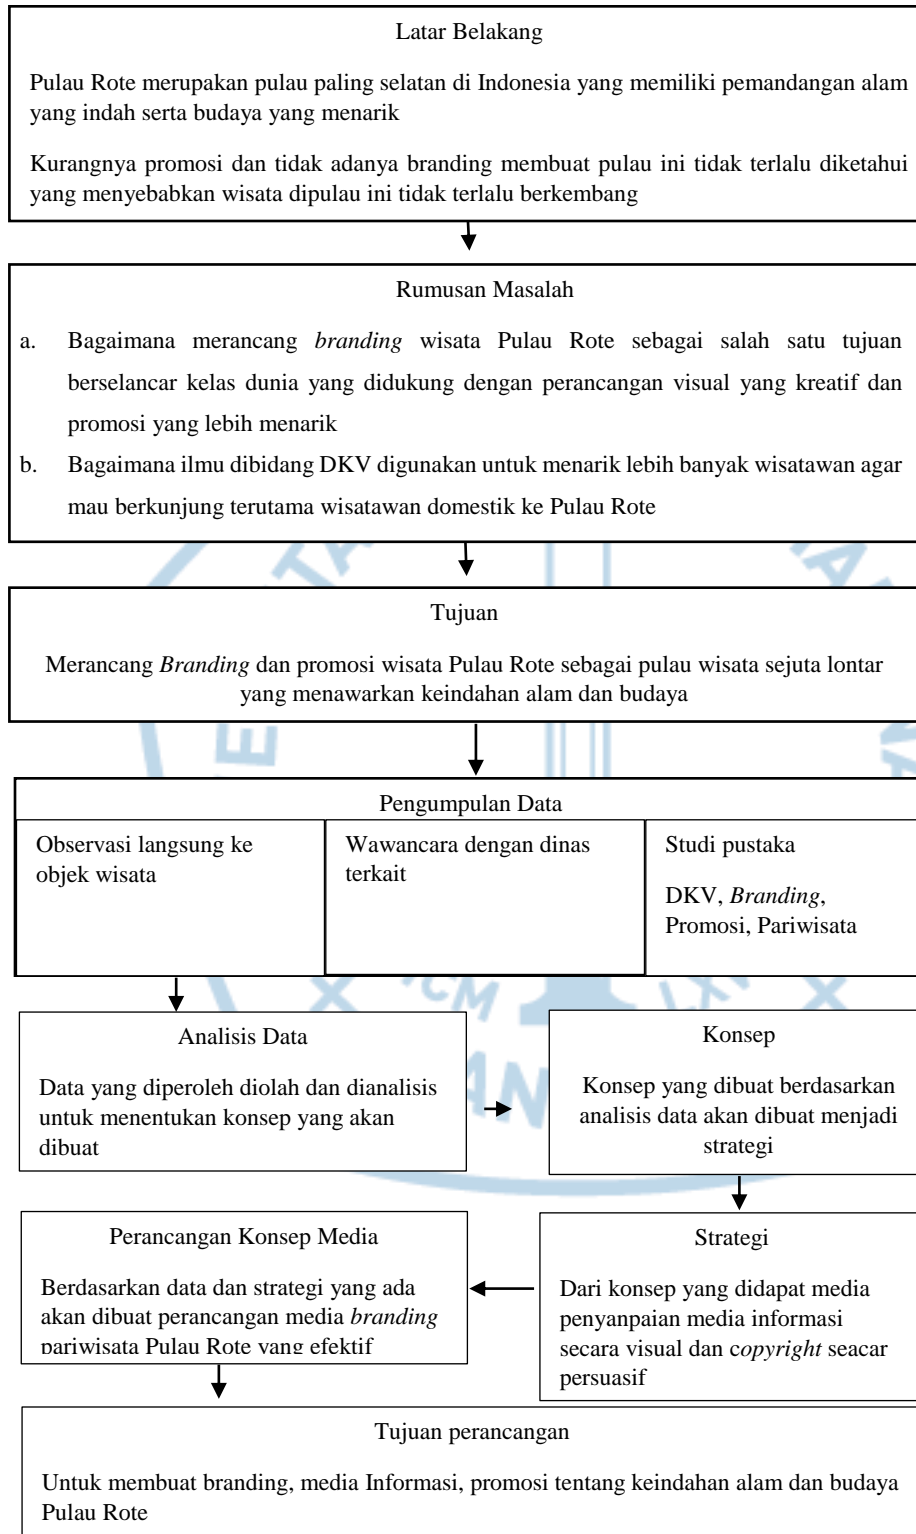 Latar Belakang
Pulau Rote merupakan pulau paling selatan di Indonesia yang memiliki pemandangan alam
yang indah serta budaya yang menarik
Kurangnya promosi dan tidak adanya branding membuat pulau ini tidak terlalu diketahui
yang menyebabkan wisata dipulau ini tidak terlalu berkembang
Rumusan Masalah
a. Bagaimana merancang branding wisata Pulau Rote sebagai salah satu tujuan
berselancar kelas dunia yang didukung dengan perancangan visual yang kreatif dan
promosi yang lebih menarik
b. Bagaimana ilmu dibidang DKV digunakan untuk menarik lebih banyak wisatawan agar
mau berkunjung terutama wisatawan domestik ke Pulau Rote
Tujuan
Merancang Branding dan promosi wisata Pulau Rote sebagai pulau wisata sejuta lontar
yang menawarkan keindahan alam dan budaya
Pengumpulan Data
Observasi langsung ke
objek wisata
Wawancara dengan dinas
terkait
Studi pustaka
DKV, Branding,
Promosi, Pariwisata
Analisis Data
Data yang diperoleh diolah dan dianalisis
untuk menentukan konsep yang akan
dibuat
Konsep
Konsep yang dibuat berdasarkan
analisis data akan dibuat menjadi
strategi
Perancangan Konsep Media
Berdasarkan data dan strategi yang ada
akan dibuat perancangan media branding
pariwisata Pulau Rote yang efektif
Strategi
Dari konsep yang didapat media
penyanpaian media informasi
secara visual dan copyright seacar
persuasif
Tujuan perancangan
Untuk membuat branding, media Informasi, promosi tentang keindahan alam dan budaya
Pulau Rote